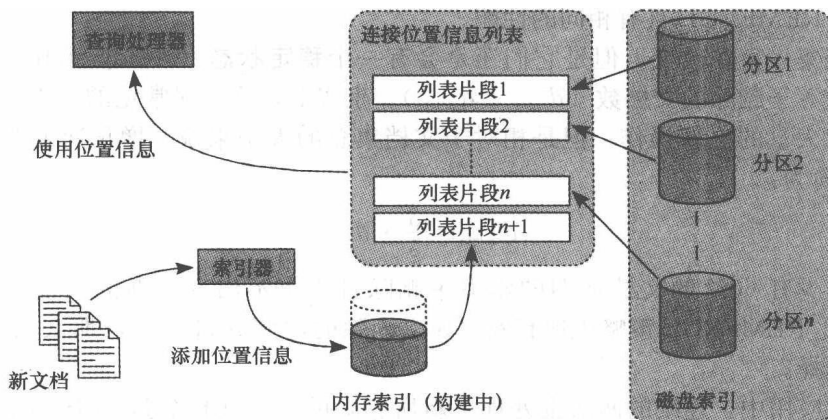 查询处理器
连接位置信息列表
列表片段1
列表片段2
列表片段n
列表片段n+1
分区1
分区2
分区n
使用位置信息
索引器
添加位置信息
新文档
内存索引（构建中）
磁盘索引